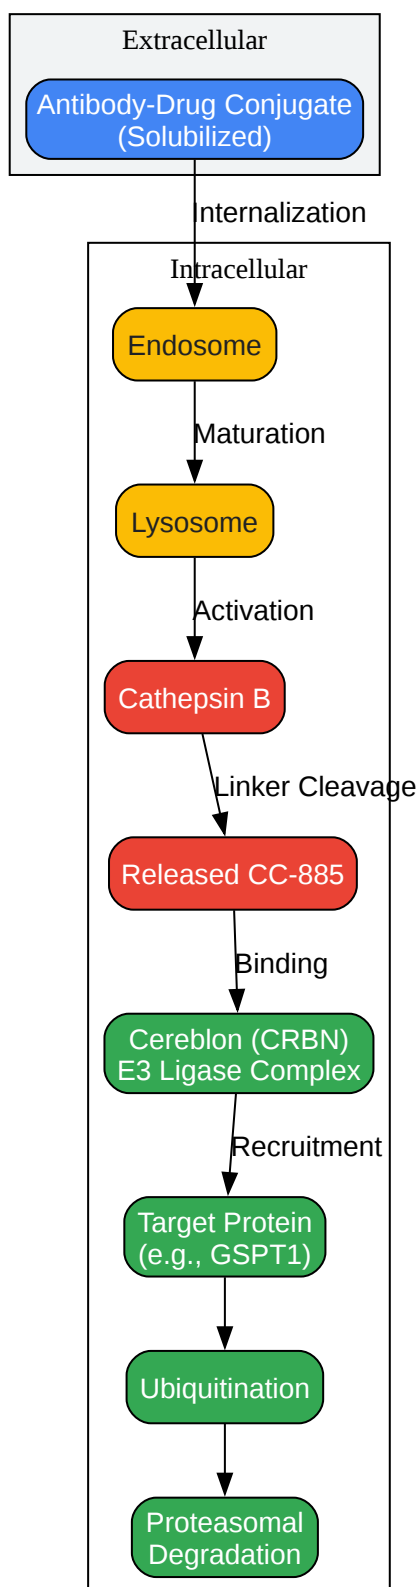 Extracellular
Antibody-Drug Conjugate
(Solubilized)
Internalization
Intracellular
Endosome
Maturation
Lysosome
Activation
Cathepsin B
Linker Cleavage
Released CC-885
Binding
Cereblon (CRBN)
E3 Ligase Complex
Recruitment
Target Protein
(e.g., GSPT1)
Ubiquitination
Proteasomal
Degradation